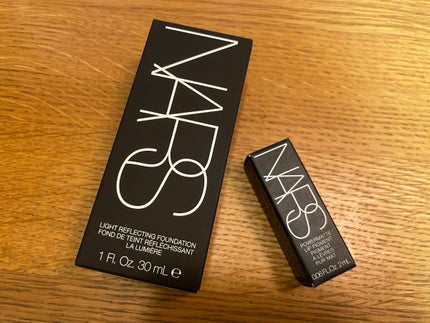 NARS
LIGHT REFLECTING FOUNDATION
FOND DE TEINT RÉFLÉCHISSANT
LA LUMIÈRE
1 Fl. Oz. 30 mL ℮
NARS
POWERMATTE
LIP PIGMENT
PIGMENT
À LÈVRES
PUR MAT
0.06 Fl. Oz. 2 mL